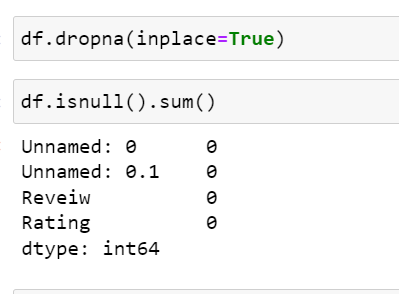 df.dropna(inplace=True)
df.isnull().sum()
Unnamed: 0 0
Unnamed: 0.1 0
Reveiw 0
Rating 0
dtype: int64